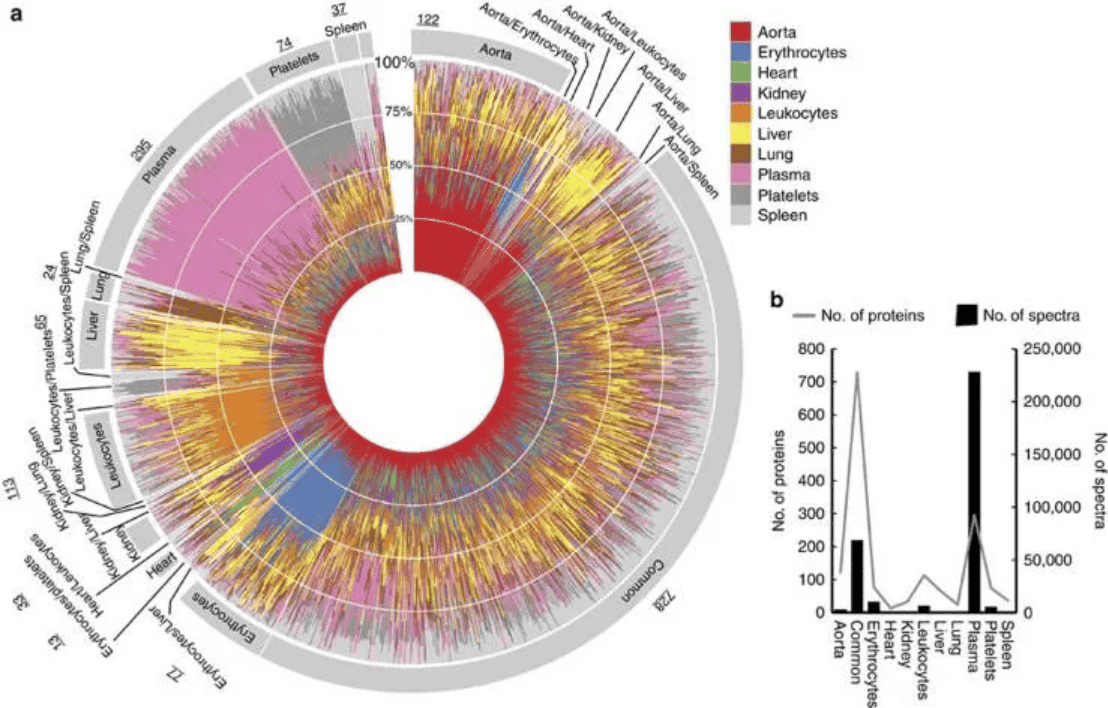 a
122
Aorta
Aorta/Erythrocytes
Aorta/Heart
Aorta/Kidney
Aorta/Leukocytes
Aorta/Liver
Aorta/Lung
Aorta/Spleen
Common
728
Erythrocytes
77
Erythrocytes/Liver
13
Erythrocytes/platelets
33
Heart
Heart/Leukocytes
Kidney
Kidney/Liver
Kidney/Lung
Kidney/Spleen
113
Leukocytes
Leukocytes/Liver
Leukocytes/Platelets
Leukocytes/Spleen
65
Liver
24
Lung
Lung/Spleen
295
Plasma
74
Platelets
37
Spleen
100%
75%
50%
25%
Aorta
Erythrocytes
Heart
Kidney
Leukocytes
Liver
Lung
Plasma
Platelets
Spleen
b
No. of proteins
No. of spectra
800
700
600
500
400
300
200
100
0
No. of proteins
250,000
200,000
150,000
100,000
50,000
0
No. of spectra
Aorta
Common
Erythrocytes
Heart
Kidney
Leukocytes
Liver
Lung
Plasma
Platelets
Spleen